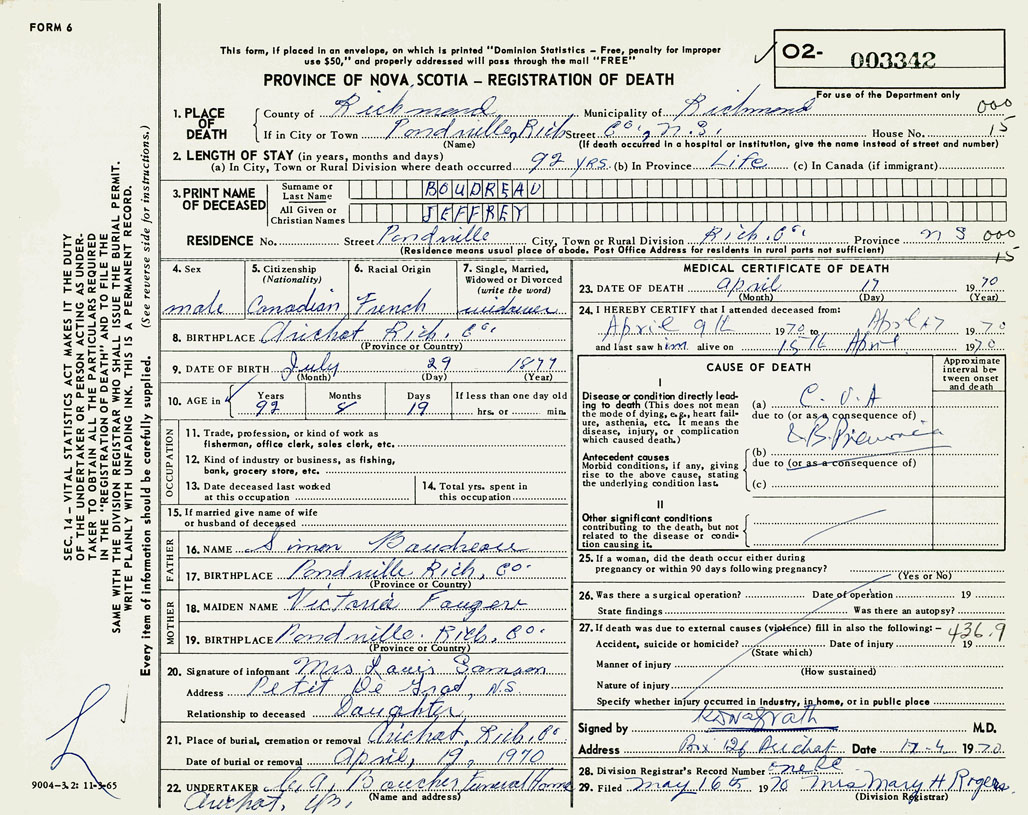 FORM 6
This form, if placed in an envelope, on which is printed "Dominion Statistics – Free, penalty for improper
use $50," and properly addressed will pass through the mail "FREE"
PROVINCE OF NOVA SCOTIA – REGISTRATION OF DEATH
02- 003342
For use of the Department only
1. PLACE OF DEATH
County of Richmond Municipality of Richmond 000
If in City or Town Pondville, Rich Street Co., N.S. House No. 15
(Name) (If death occurred in a hospital or Institution, give the name instead of street and number)
2. LENGTH OF STAY (in years, months and days)
(a) In City, Town or Rural Division where death occurred 92 yrs. (b) In Province Life (c) In Canada (if immigrant)
3. PRINT NAME OF DECEASED
Surname or Last Name BOUDREAU
All Given or Christian Names JEFFREY
RESIDENCE No. Street Pondville City, Town or Rural Division Rich. Co. Province N S 000
(Residence means usual place of abode. Post Office Address for residents in rural parts not sufficient) 15
4. Sex male
5. Citizenship (Nationality) Canadian
6. Racial Origin French
7. Single, Married, Widowed or Divorced (write the word) widower
8. BIRTHPLACE Arichat Rich. Co.
(Province or Country)
9. DATE OF BIRTH July 29 1877
(Month) (Day) (Year)
10. AGE in Years 92 Months 8 Days 19 If less than one day old hrs. or min.
OCCUPATION
11. Trade, profession, or kind of work as
fisherman, office clerk, sales clerk, etc.
12. Kind of industry or business, as fishing,
bank, grocery store, etc.
13. Date deceased last worked
at this occupation
14. Total yrs. spent in
this occupation
15. If married give name of wife
or husband of deceased
FATHER
16. NAME Simon Baudreau
17. BIRTHPLACE Pondville Rich. Co.
(Province or Country)
MOTHER
18. MAIDEN NAME Victoria
19. BIRTHPLACE Pondville. Rich. Co.
(Province or Country)
20. Signature of informant Mrs Louis Samson
Address Petit De Grat, N.S
Relationship to deceased Daughter
21. Place of burial, cremation or removal Arichat, Rich. Co
Date of burial or removal April, 19, 1970
22. UNDERTAKER C. A. Boucher Funeral Home
(Name and address)
Arichat,
MEDICAL CERTIFICATE OF DEATH
23. DATE OF DEATH April 17 1970
(Month) (Day) (Year)
24. I HEREBY CERTIFY that I attended deceased from:
April 9th 1970 to April 17 1970
and last saw him alive on 15th April 1970
CAUSE OF DEATH
Approximate interval between onset and death
I
Disease or condition directly lead-
ing to death (This does not mean
the mode of dying, e.g., heart fail-
ure, asthenia, etc. It means the
disease, injury, or complication
which caused death.)
(a) C. V. A
due to (or as a consequence of)
Antecedent causes
Morbid conditions, if any, giving
rise to the above cause, stating
the underlying condition last.
(b)
due to (or as a consequence of)
(c)
II
Other significant conditions
contributing to the death, but not
related to the disease or condi-
tion causing it.
25. If a woman, did the death occur either during
pregnancy or within 90 days following pregnancy?
(Yes or No)
26. Was there a surgical operation? Date of operation 19
State findings Was there an autopsy?
27. If death was due to external causes (violence) fill in also the following: – 436.9
Accident, suicide or homicide? Date of injury 19
(State which)
Manner of injury
(How sustained)
Nature of injury
Specify whether injury occurred in Industry, in home, or in public place
Signed by M.D.
Address Box 126 Arichat Date 17-4 1970
28. Division Registrar's Record Number
29. Filed May 16th 1970 Mrs Mary H Rogers
(Division Registrar)
SEC. 14 – VITAL STATISTICS ACT MAKES IT THE DUTY
OF THE UNDERTAKER OR PERSON ACTING AS UNDER-
TAKER TO OBTAIN ALL THE PARTICULARS REQUIRED
IN THE "REGISTRATION OF DEATH" AND TO FILE THE
SAME WITH THE DIVISION REGISTRAR WHO SHALL ISSUE THE BURIAL PERMIT.
WRITE PLAINLY WITH UNFADING INK. THIS IS A PERMANENT RECORD.
Every item of information should be carefully supplied. (See reverse side for instructions.)
9004–3.2: 11-3-65